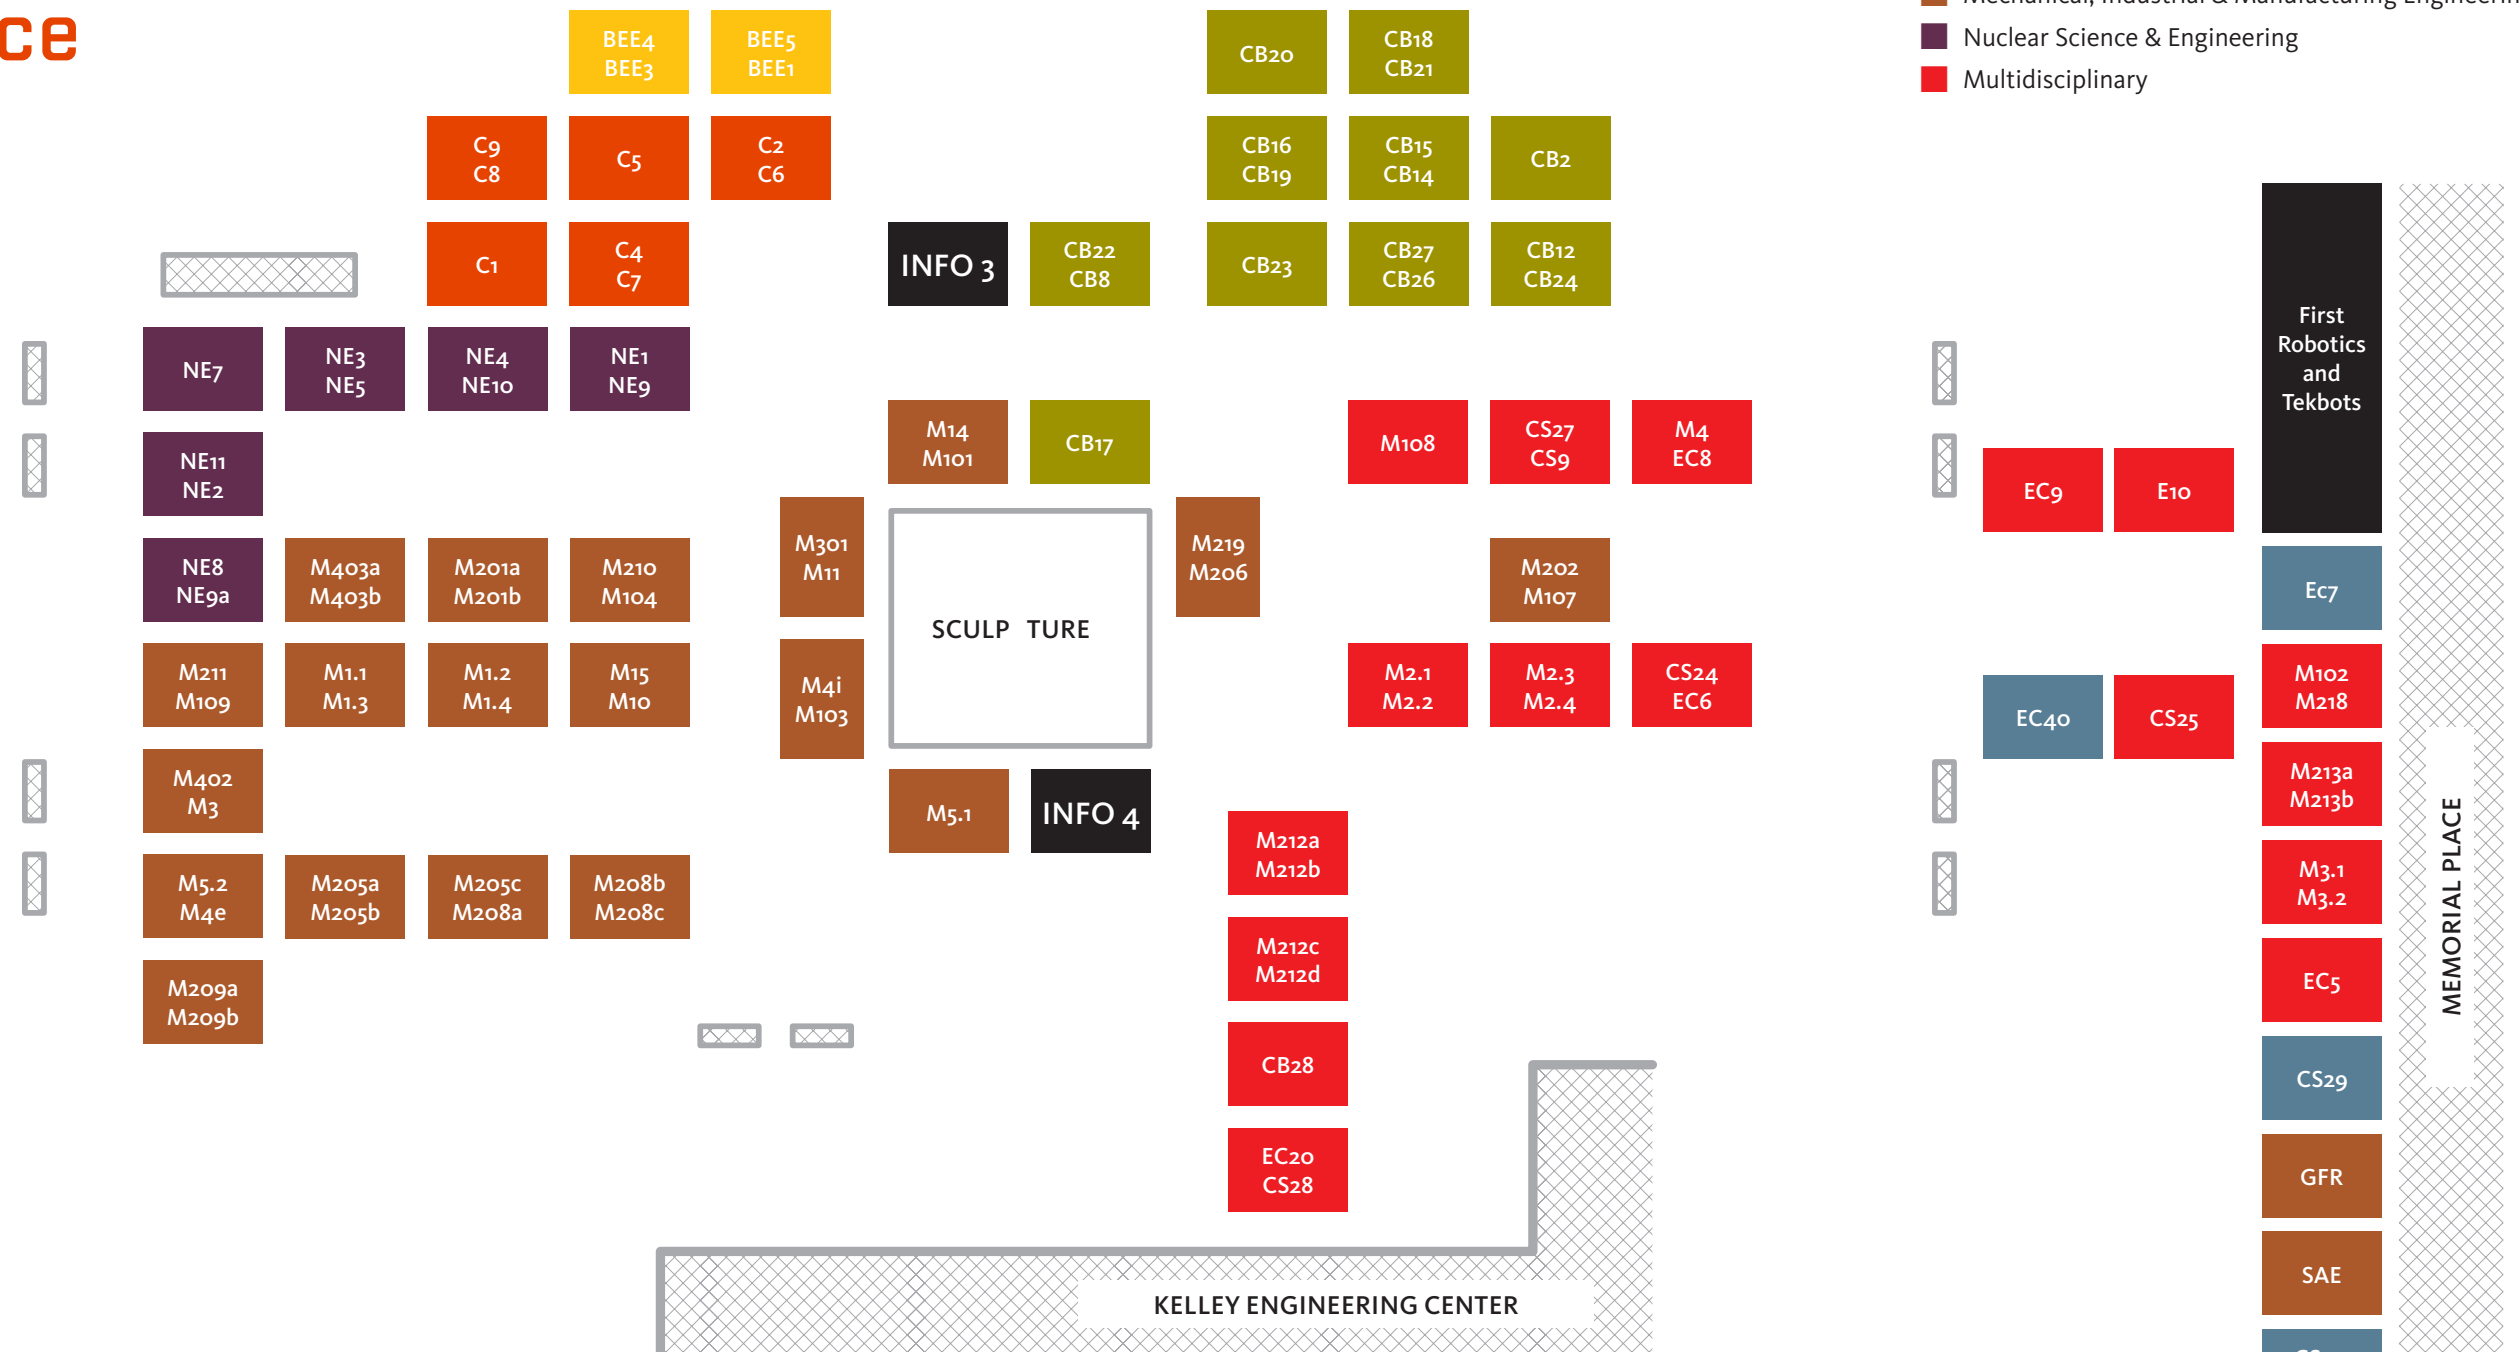 ce
Mechanical, Industrial & Manufacturing Engineerin
Nuclear Science & Engineering
Multidisciplinary
BEE4
BEE3
BEE5
BEE1
CB20
CB18
CB21
C9
C8
C5
C2
C6
CB16
CB19
CB15
CB14
CB2
C1
C4
C7
INFO 3
CB22
CB8
CB23
CB27
CB26
CB12
CB24
First
Robotics
and
Tekbots
NE7
NE3
NE5
NE4
NE10
NE1
NE9
M14
M101
CB17
M108
CS27
CS9
M4
EC8
NE11
NE2
EC9
E10
M301
M11
M219
M206
NE8
NE9a
M403a
M403b
M201a
M201b
M210
M104
M202
M107
Ec7
SCULP TURE
M211
M109
M1.1
M1.3
M1.2
M1.4
M15
M10
M4i
M103
M2.1
M2.2
M2.3
M2.4
CS24
EC6
EC40
CS25
M102
M218
M402
M3
M5.1
INFO 4
M213a
M213b
M212a
M212b
MEMORIAL PLACE
M5.2
M4e
M205a
M205b
M205c
M208a
M208b
M208c
M3.1
M3.2
M212c
M212d
EC5
M209a
M209b
CB28
CS29
EC20
CS28
GFR
SAE
KELLEY ENGINEERING CENTER